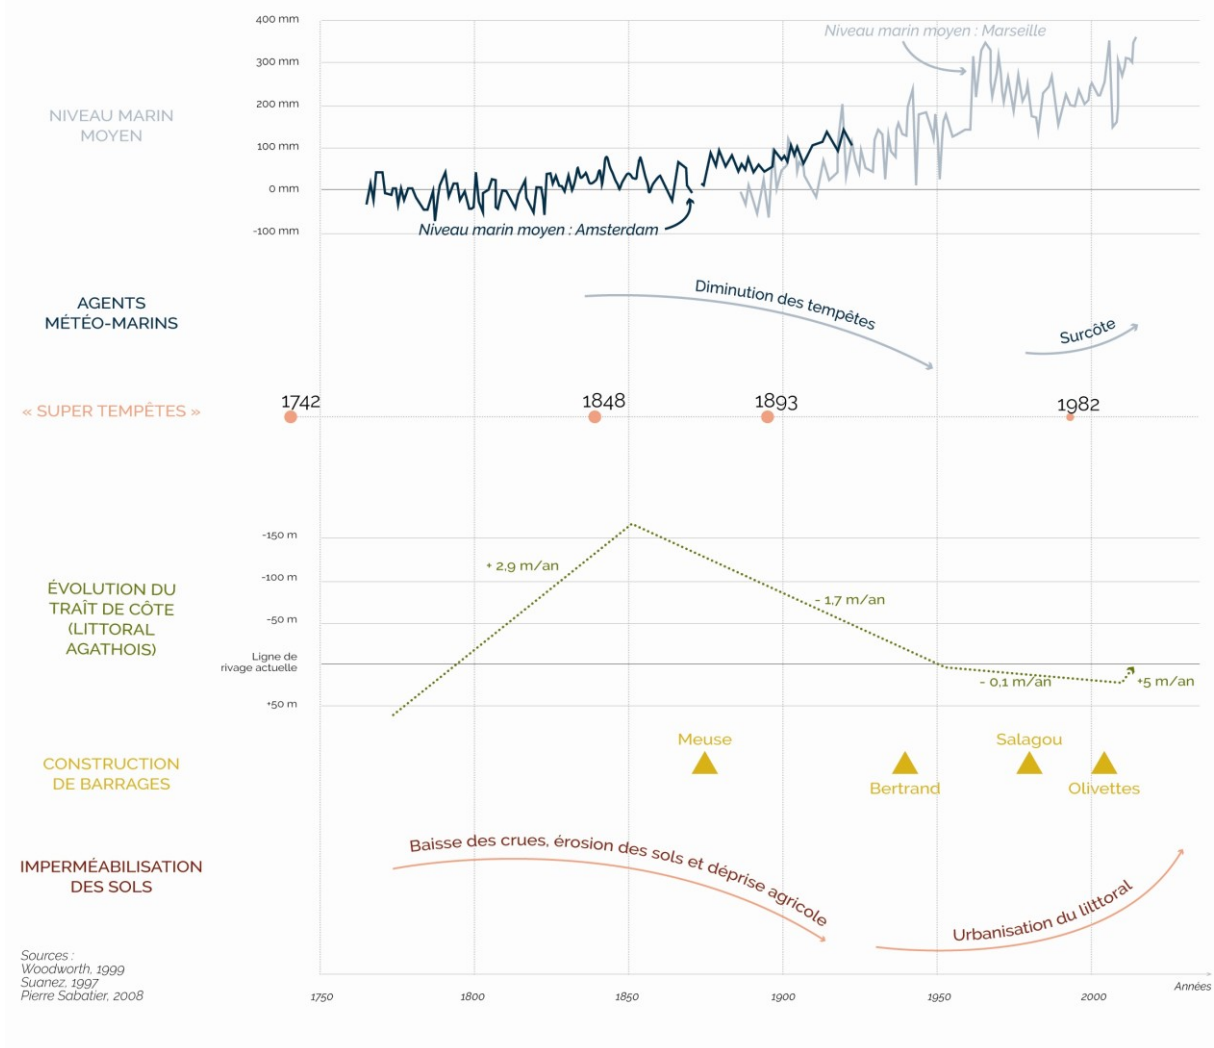 400 mm
300 mm
200 mm
100 mm
0 mm
-100 mm
NIVEAU MARIN
MOYEN
Niveau marin moyen : Marseille
Niveau marin moyen : Amsterdam
AGENTS
MÉTÉO-MARINS
Diminution des tempêtes
Surcôte
« SUPER TEMPÊTES »
1742
1848
1893
1982
-150 m
-100 m
-50 m
Ligne de
rivage actuelle
+50 m
ÉVOLUTION DU
TRAÎT DE CÔTE
(LITTORAL
AGATHOIS)
+ 2,9 m/an
- 1,7 m/an
- 0,1 m/an
+5 m/an
CONSTRUCTION
DE BARRAGES
Meuse
Bertrand
Salagou
Olivettes
IMPERMÉABILISATION
DES SOLS
Baisse des crues, érosion des sols et déprise agricole
Urbanisation du lilttoral
Sources :
Woodworth, 1999
Suanez, 1997
Pierre Sabatier, 2008
1750
1800
1850
1900
1950
2000
Années